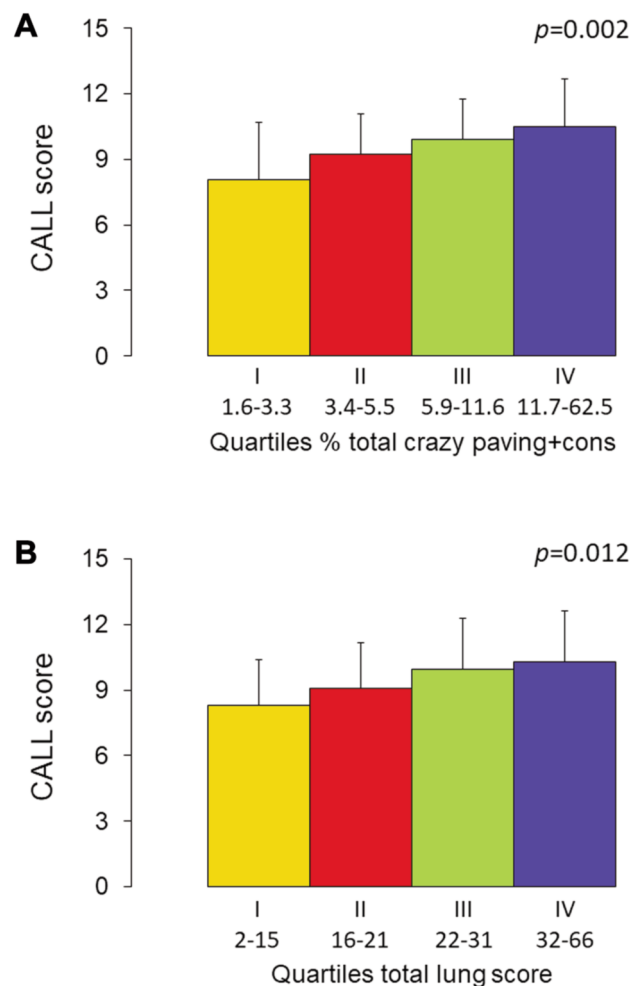 A
p=0.002
CALL score
15
12
9
6
3
0
I II III IV
1.6-3.3 3.4-5.5 5.9-11.6 11.7-62.5
Quartiles % total crazy paving+cons
B
p=0.012
CALL score
15
12
9
6
3
0
I II III IV
2-15 16-21 22-31 32-66
Quartiles total lung score